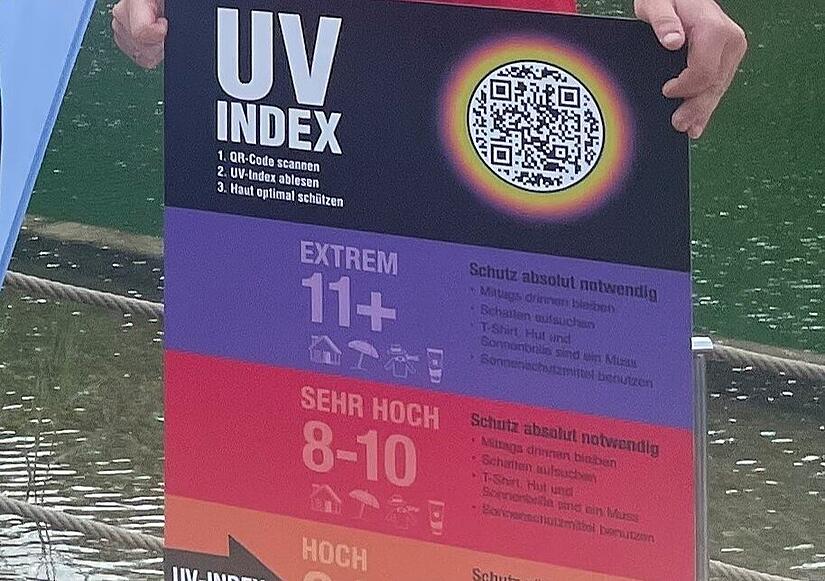 UV
INDEX
1. QR-Code scannen
2. UV-Index ablesen
3. Haut optimal schützen
EXTREM
11+
Schutz absolut notwendig
• Mittags drinnen bleiben
• Schatten aufsuchen
• T-Shirt, Hut und
Sonnenbrille sind ein Muss
• Sonnenschutzmittel benutzen
SEHR HOCH
8-10
Schutz absolut notwendig
• Mittags drinnen bleiben
• Schatten aufsuchen
• T-Shirt, Hut und
Sonnenbrille sind ein Muss
• Sonnenschutzmittel benutzen
HOCH
UV-INDEX